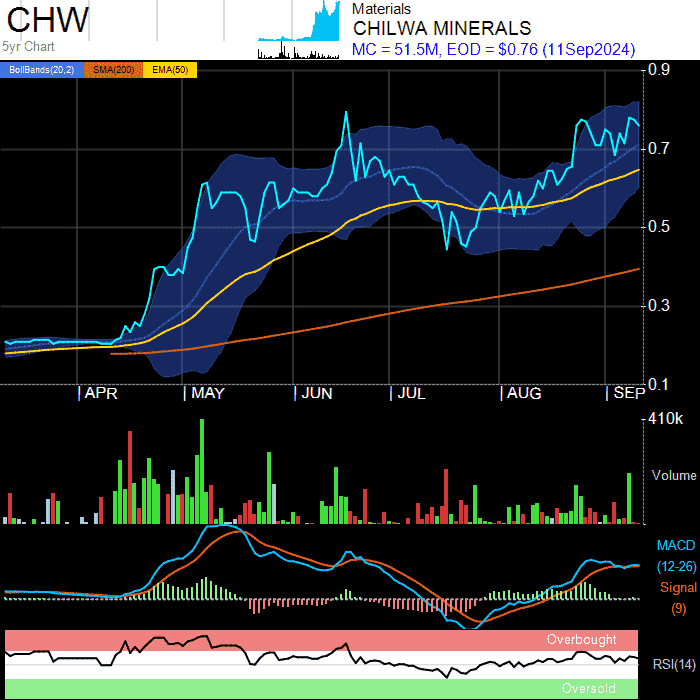 CHW
5yr Chart
Materials
CHILWA MINERALS
MC = 51.5M, EOD = $0.76 (11Sep2024)
BollBands(20,2) SMA(200) EMA(50)
0.9
0.7
0.5
0.3
0.1
APR MAY JUN JUL AUG SEP
410k
Volume
MACD
(12-26)
Signal
(9)
Overbought
RSI(14)
Oversold